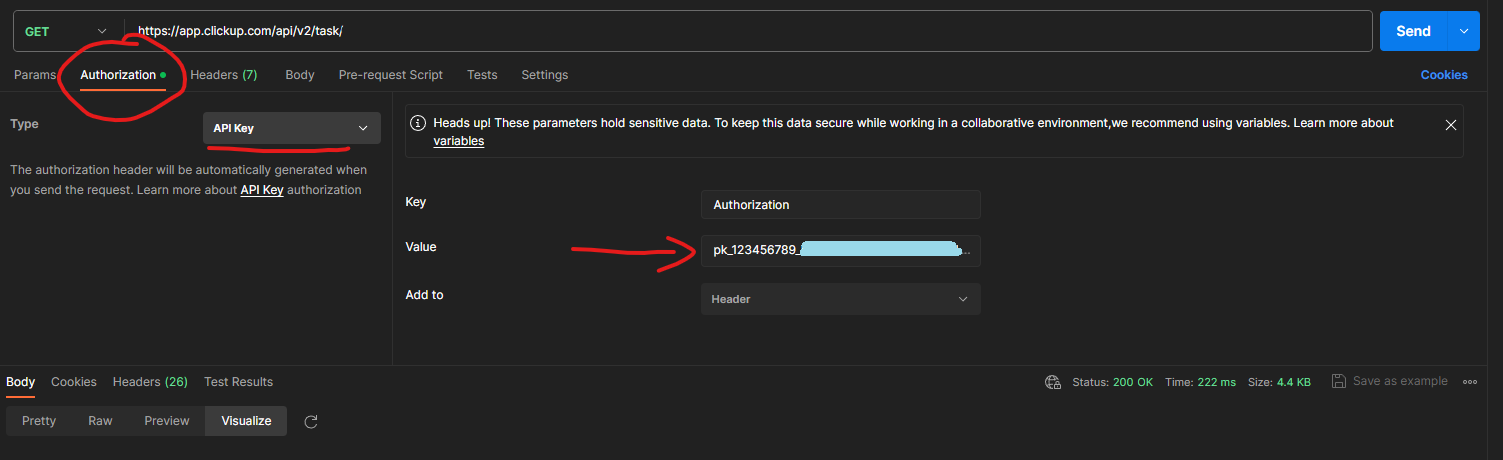 GET https://app.clickup.com/api/v2/task/ Send
Params Authorization Headers (7) Body Pre-request Script Tests Settings Cookies
Type API Key
The authorization header will be automatically generated when
you send the request. Learn more about API Key authorization
Heads up! These parameters hold sensitive data. To keep this data secure while working in a collaborative environment,we recommend using variables. Learn more about
variables
Key Authorization
Value pk_123456789_ ...
Add to Header
Body Cookies Headers (26) Test Results Status: 200 OK Time: 222 ms Size: 4.4 KB Save as example
Pretty Raw Preview Visualize